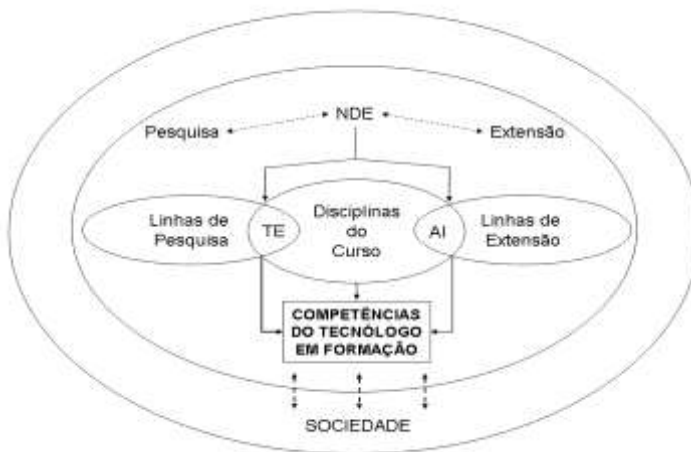 NDE
Pesquisa
Extensão
Linhas de
Pesquisa
TE
Disciplinas
do
Curso
AI
Linhas de
Extensão
COMPETÊNCIAS
DO TECNÓLOGO
EM FORMAÇÃO
SOCIEDADE